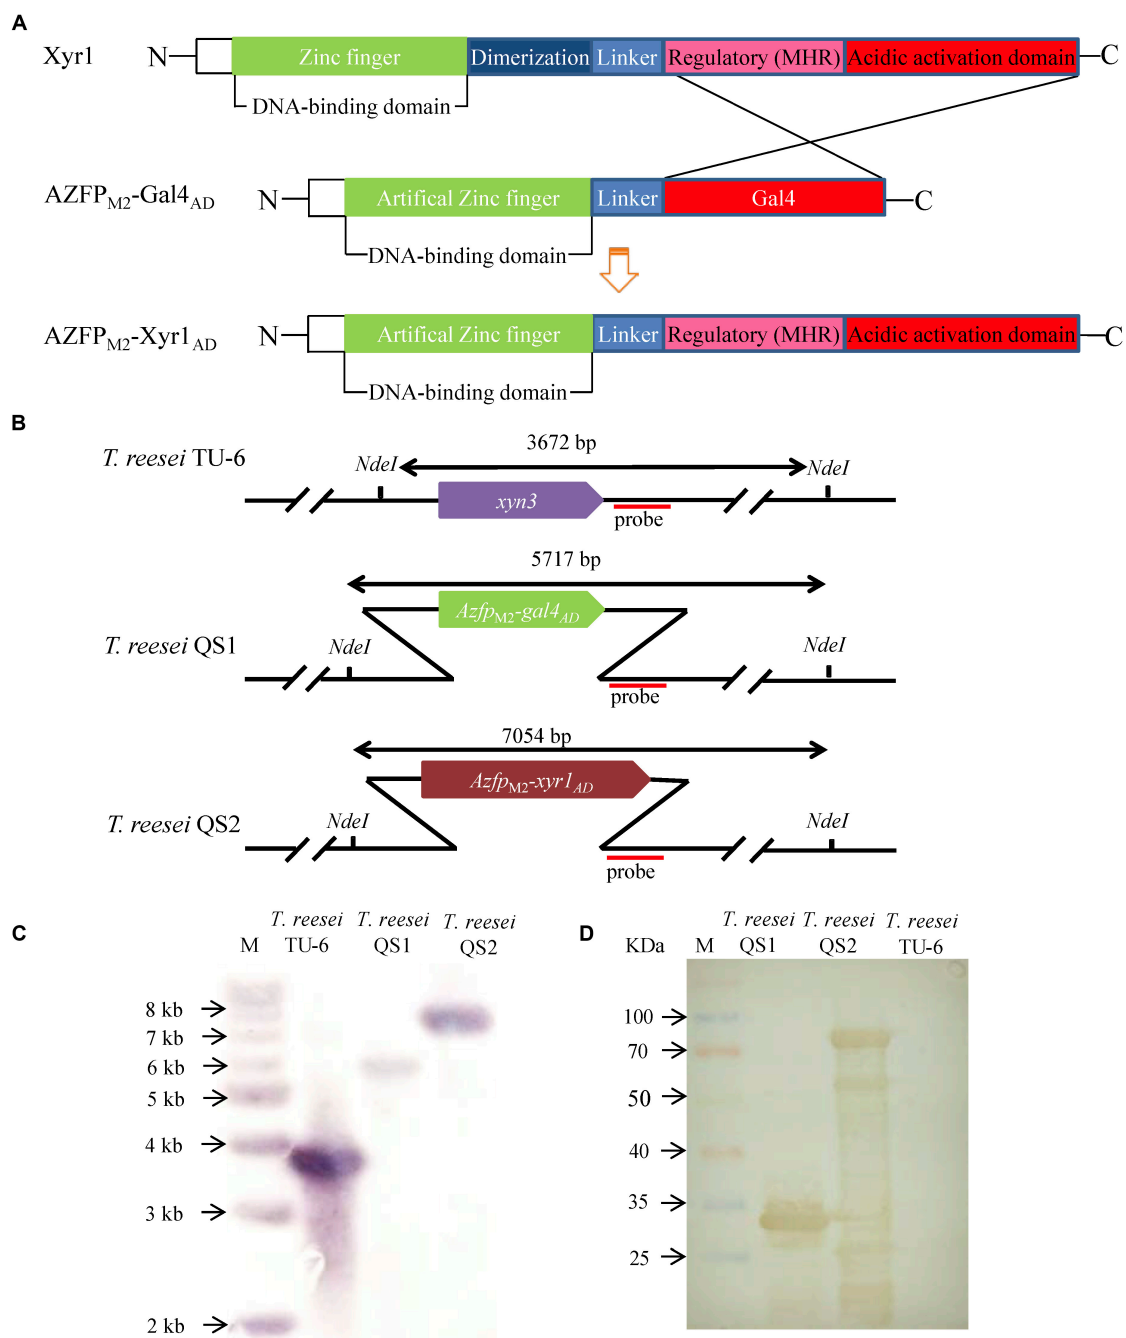 A
Xyr1 N Zinc finger Dimerization Linker Regulatory (MHR) Acidic activation domain C
DNA-binding domain
AZFPM2-Gal4AD N Artifical Zinc finger Linker Gal4 C
DNA-binding domain
AZFPM2-Xyr1AD N Artifical Zinc finger Linker Regulatory (MHR) Acidic activation domain C
DNA-binding domain
B
3672 bp
T. reesei TU-6 NdeI NdeI
xyn3
probe
5717 bp
AzfpM2-gal4AD
T. reesei QS1 NdeI NdeI
probe
7054 bp
AzfpM2-xyr1AD
T. reesei QS2 NdeI NdeI
probe
C
T. reesei T. reesei T. reesei
M TU-6 QS1 QS2
8 kb
7 kb
6 kb
5 kb
4 kb
3 kb
2 kb
D
T. reesei T. reesei T. reesei
KDa M QS1 QS2 TU-6
100
70
50
40
35
25